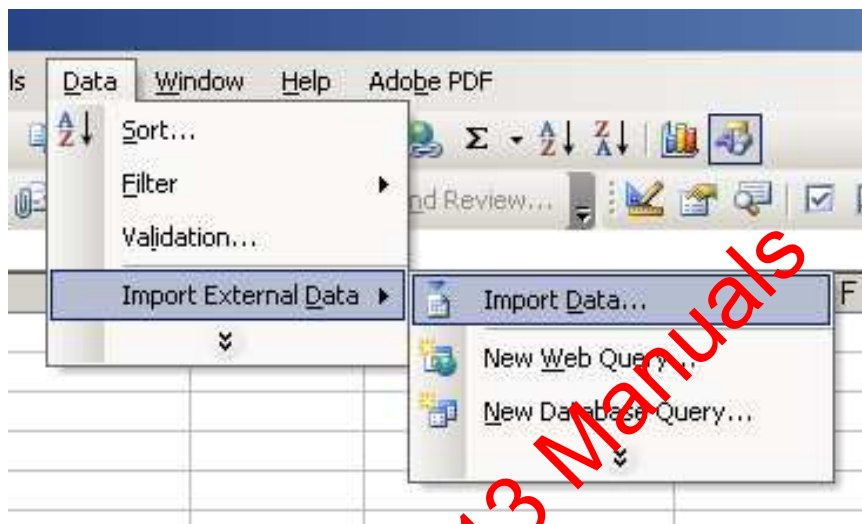 ls Data Window Help Adobe PDF
Sort...
Filter
nd Review...
Validation...
Import External Data
Import Data...
F
New Web Query...
New Database Query...
13 Manuals